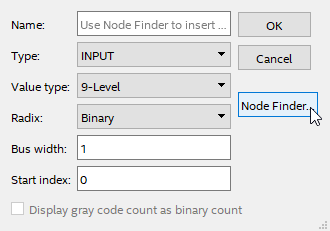 Name: Use Node Finder to insert ... OK
Type: INPUT Cancel
Value type: 9-Level
Node Finder...
Radix: Binary
Bus width: 1
Start index: 0
Display gray code count as binary count